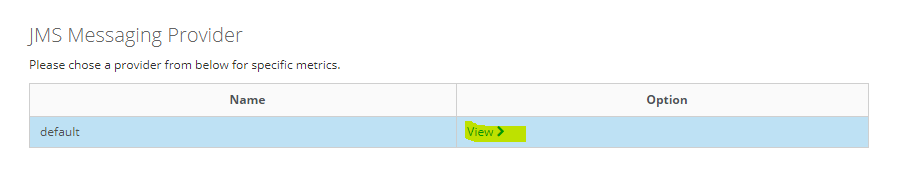 JMS Messaging Provider
Please chose a provider from below for specific metrics.
Name Option
default View